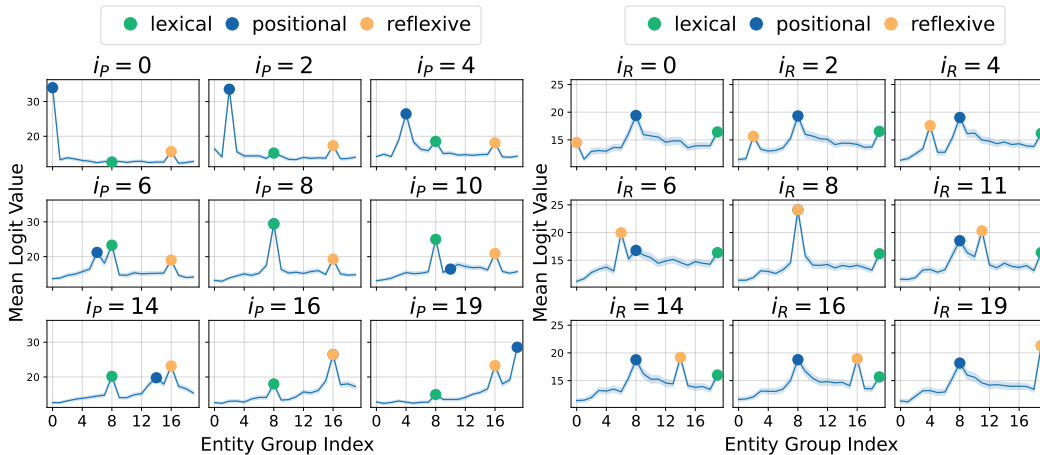 lexical positional reflexive
i_P = 0 i_P = 2 i_P = 4
30
20
i_P = 6 i_P = 8 i_P = 10
30
20
i_P = 14 i_P = 16 i_P = 19
30
20
0 4 8 12 16 0 4 8 12 16 0 4 8 12 16
Mean Logit Value
Entity Group Index
lexical positional reflexive
i_R = 0 i_R = 2 i_R = 4
25
20
15
i_R = 6 i_R = 8 i_R = 11
25
20
15
i_R = 14 i_R = 16 i_R = 19
25
20
15
0 4 8 12 16 0 4 8 12 16 0 4 8 12 16
Mean Logit Value
Entity Group Index